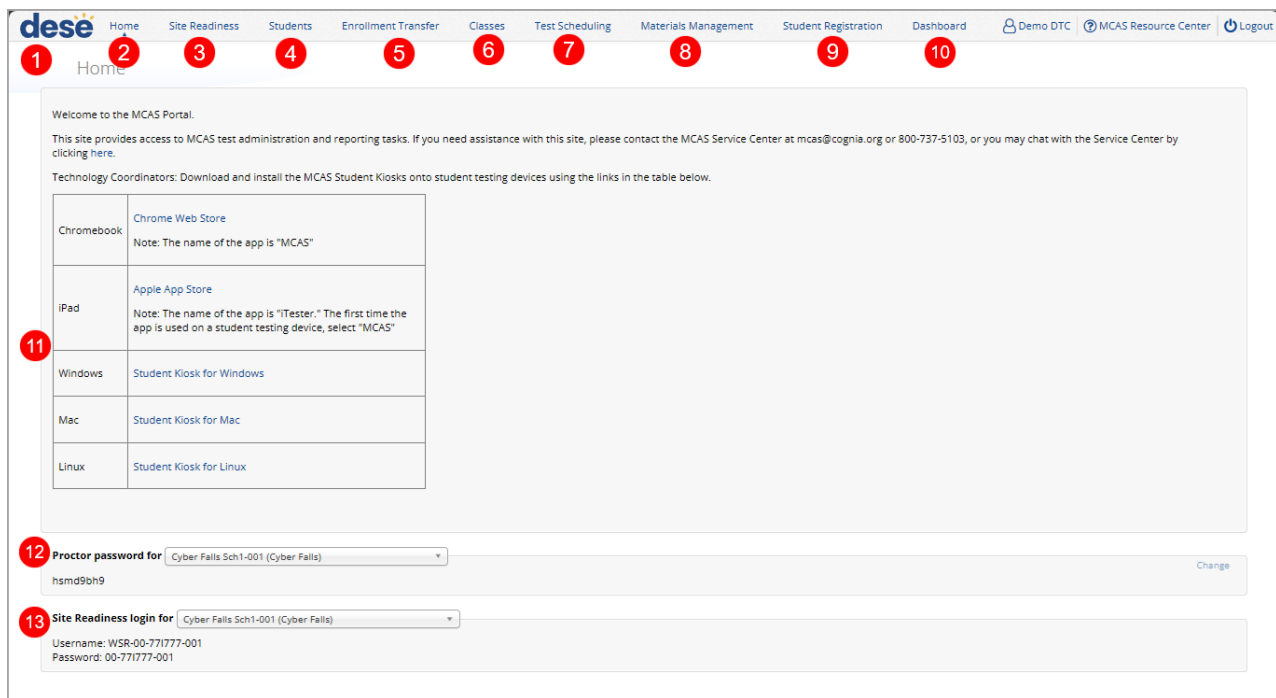 dese Home Site Readiness Students Enrollment Transfer Classes Test Scheduling Materials Management Student Registration Dashboard Demo DTC ? MCAS Resource Center Logout
1 2 3 4 5 6 7 8 9 10
Home
Welcome to the MCAS Portal.
This site provides access to MCAS test administration and reporting tasks. If you need assistance with this site, please contact the MCAS Service Center at mcas@cognia.org or 800-737-5103, or you may chat with the Service Center by
clicking here.
Technology Coordinators: Download and install the MCAS Student Kiosks onto student testing devices using the links in the table below.
Chromebook
Chrome Web Store
Note: The name of the app is "MCAS"
iPad
Apple App Store
Note: The name of the app is "iTester." The first time the
app is used on a student testing device, select "MCAS"
11
Windows Student Kiosk for Windows
Mac Student Kiosk for Mac
Linux Student Kiosk for Linux
12 Proctor password for Cyber Falls Sch1-001 (Cyber Falls)
Change
hsmd9bh9
13 Site Readiness login for Cyber Falls Sch1-001 (Cyber Falls)
Username: WSR-00-77I777-001
Password: 00-77I777-001